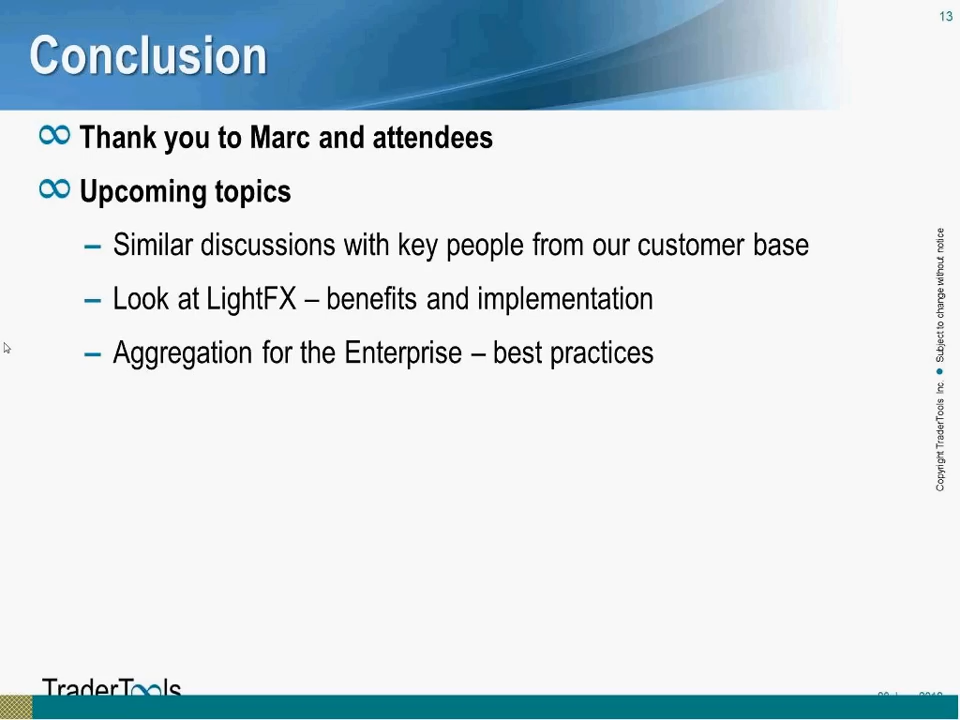 13
Conclusion
∞ Thank you to Marc and attendees
∞ Upcoming topics
– Similar discussions with key people from our customer base
– Look at LightFX – benefits and implementation
– Aggregation for the Enterprise – best practices
Copyright TraderTools Inc. ● Subject to change without notice
TraderT∞ls